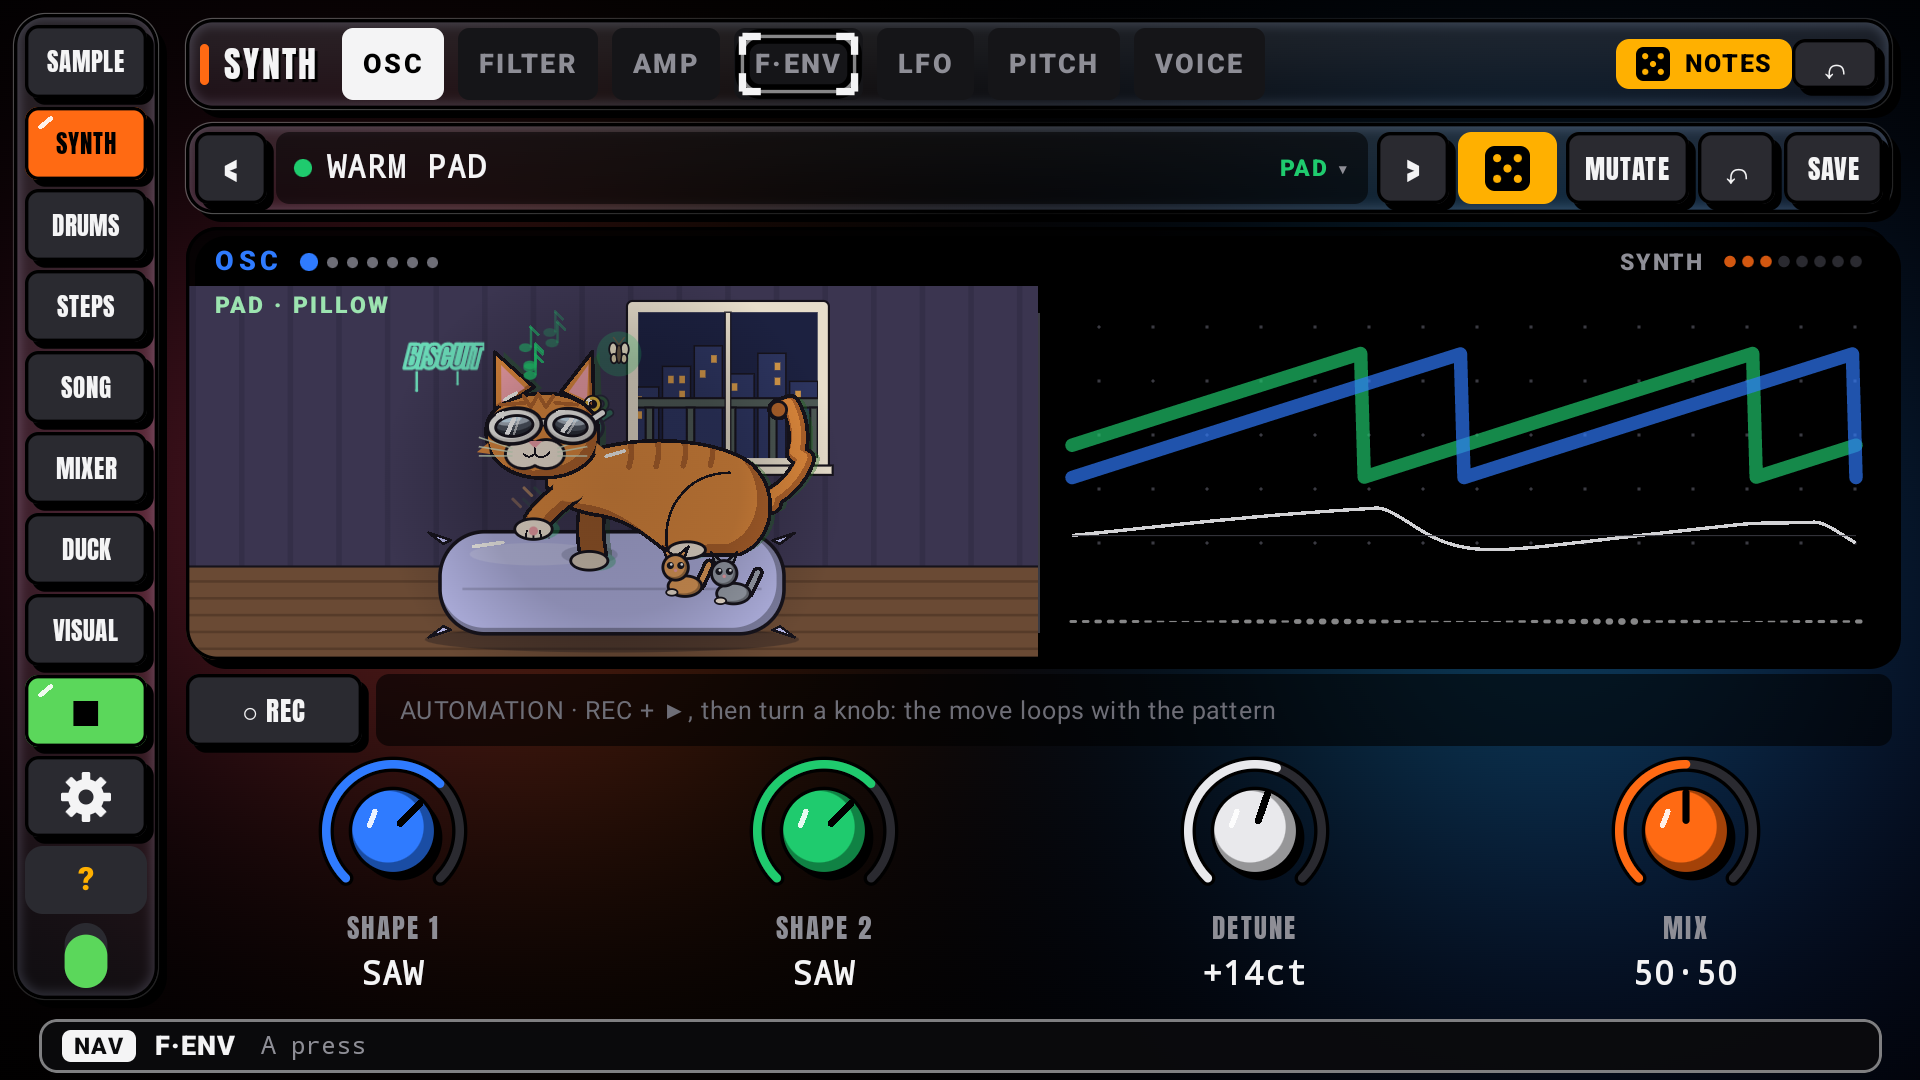 SAMPLE
SYNTH
DRUMS
STEPS
SONG
MIXER
DUCK
VISUAL
?
SYNTH
OSC
FILTER
AMP
F·ENV
LFO
PITCH
VOICE
NOTES
<
WARM PAD
PAD ▾
>
MUTATE
SAVE
OSC
SYNTH
PAD · PILLOW
BISCUIT
○ REC
AUTOMATION · REC + ►, then turn a knob: the move loops with the pattern
SHAPE 1
SAW
SHAPE 2
SAW
DETUNE
+14ct
MIX
50·50
NAV F·ENV A press